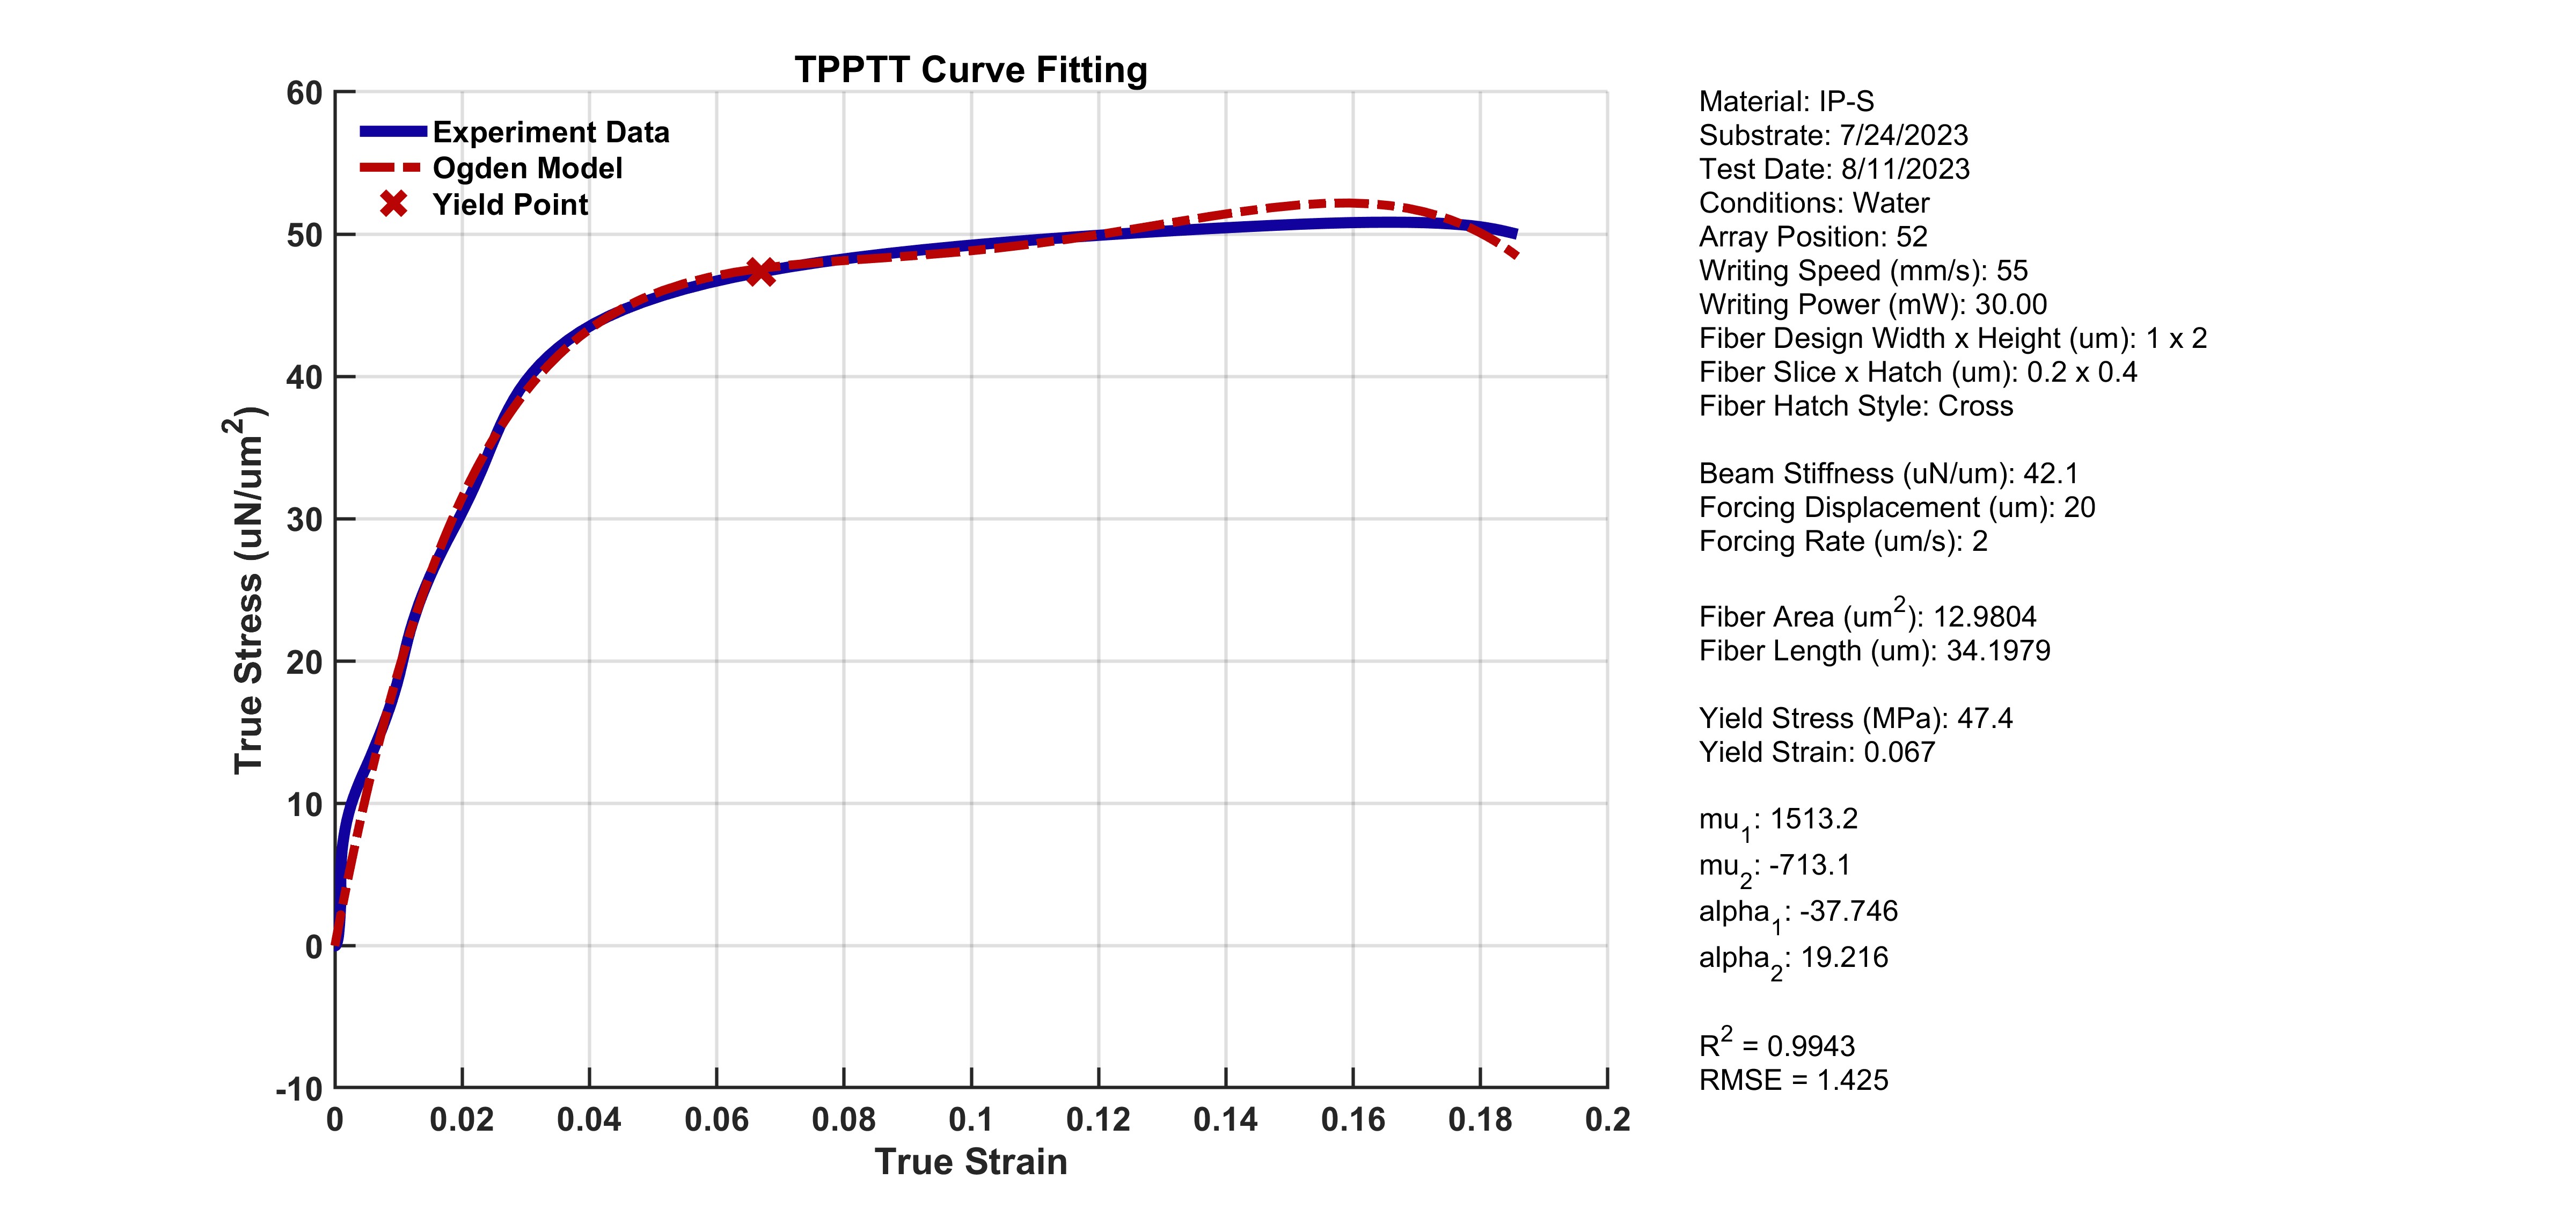 TPPTT Curve Fitting
60
50
40
30
20
10
0
-10
True Stress (uN/um²)
Experiment Data
Ogden Model
Yield Point
0 0.02 0.04 0.06 0.08 0.1 0.12 0.14 0.16 0.18 0.2
True Strain
Material: IP-S
Substrate: 7/24/2023
Test Date: 8/11/2023
Conditions: Water
Array Position: 52
Writing Speed (mm/s): 55
Writing Power (mW): 30.00
Fiber Design Width x Height (um): 1 x 2
Fiber Slice x Hatch (um): 0.2 x 0.4
Fiber Hatch Style: Cross
Beam Stiffness (uN/um): 42.1
Forcing Displacement (um): 20
Forcing Rate (um/s): 2
Fiber Area (um²): 12.9804
Fiber Length (um): 34.1979
Yield Stress (MPa): 47.4
Yield Strain: 0.067
mu₁: 1513.2
mu₂: -713.1
alpha₁: -37.746
alpha₂: 19.216
R² = 0.9943
RMSE = 1.425